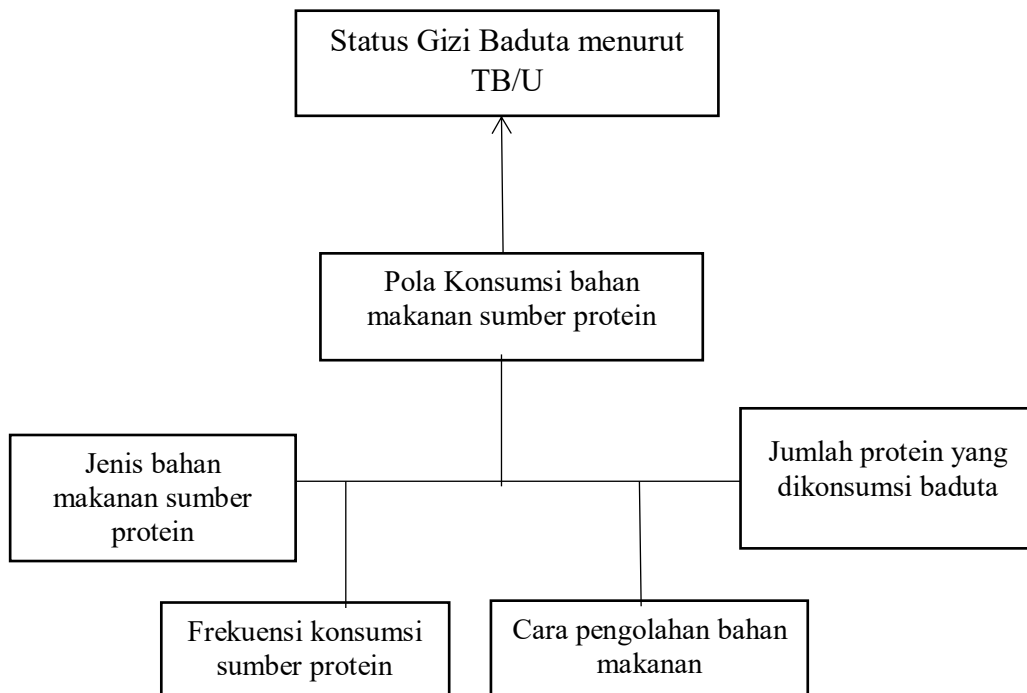 Status Gizi Baduta menurut
TB/U
Pola Konsumsi bahan
makanan sumber protein
Jenis bahan
makanan sumber
protein
Jumlah protein yang
dikonsumsi baduta
Frekuensi konsumsi
sumber protein
Cara pengolahan bahan
makanan